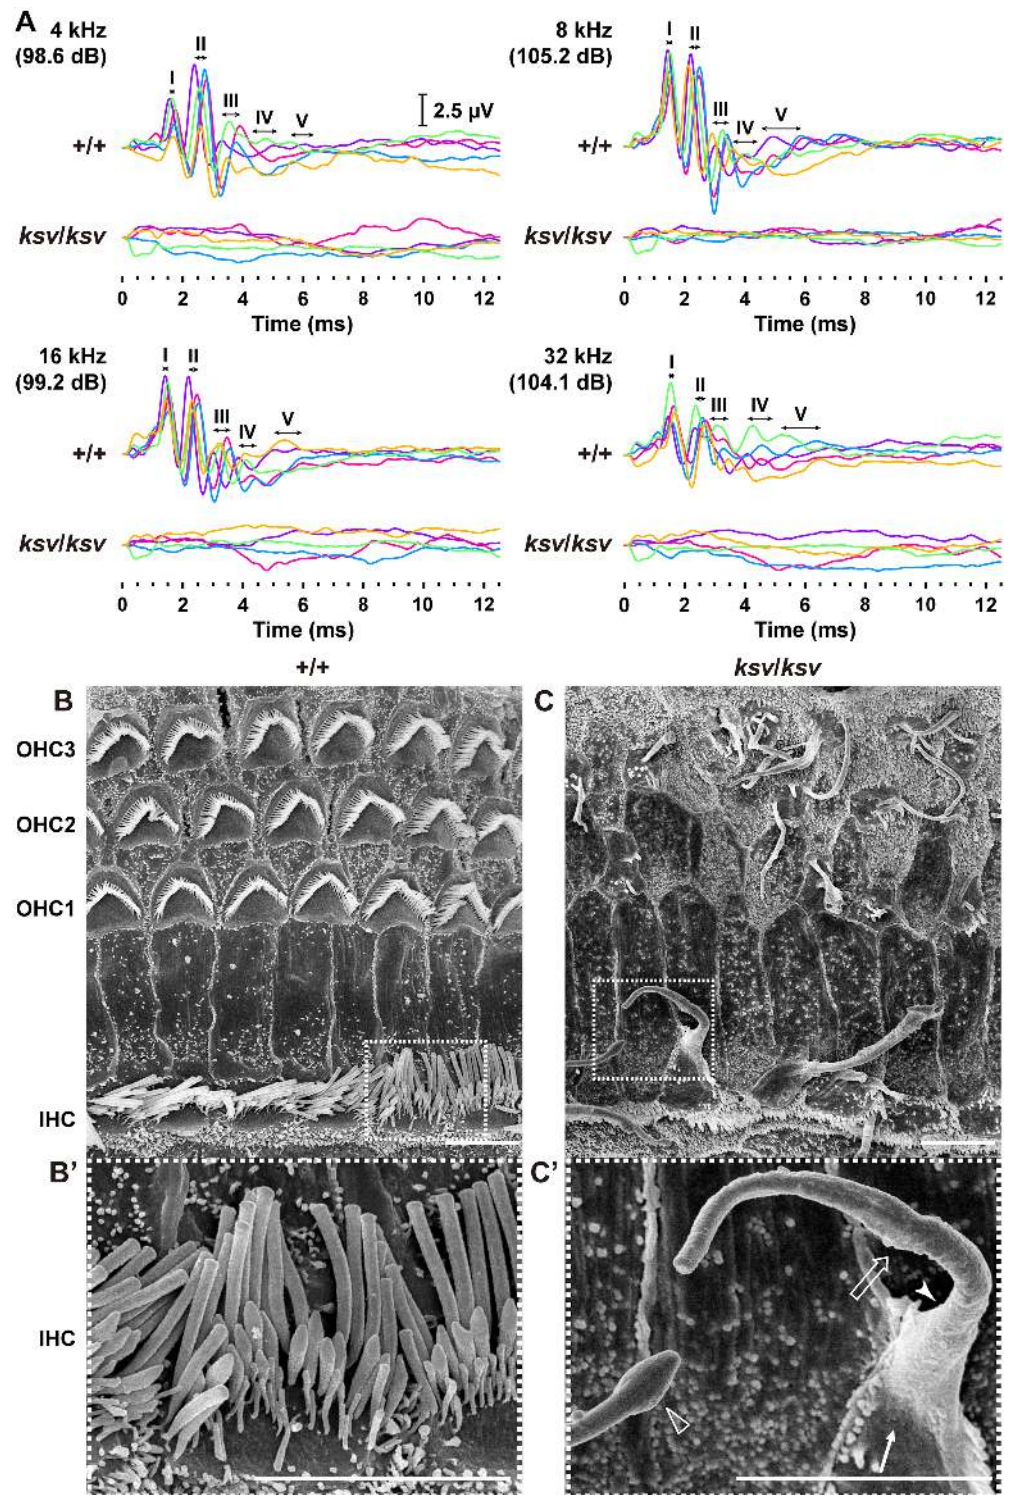 A
4 kHz
(98.6 dB)
I
II
III
IV
V
2.5 µV
+/+
ksv/ksv
0 2 4 6 8 10 12
Time (ms)
8 kHz
(105.2 dB)
I
II
III
IV
V
+/+
ksv/ksv
0 2 4 6 8 10 12
Time (ms)
16 kHz
(99.2 dB)
I
II
III
IV
V
+/+
ksv/ksv
0 2 4 6 8 10 12
Time (ms)
32 kHz
(104.1 dB)
I
II
III
IV
V
+/+
ksv/ksv
0 2 4 6 8 10 12
Time (ms)
+/+
B
OHC3
OHC2
OHC1
IHC
ksv/ksv
C
B'
IHC
C'